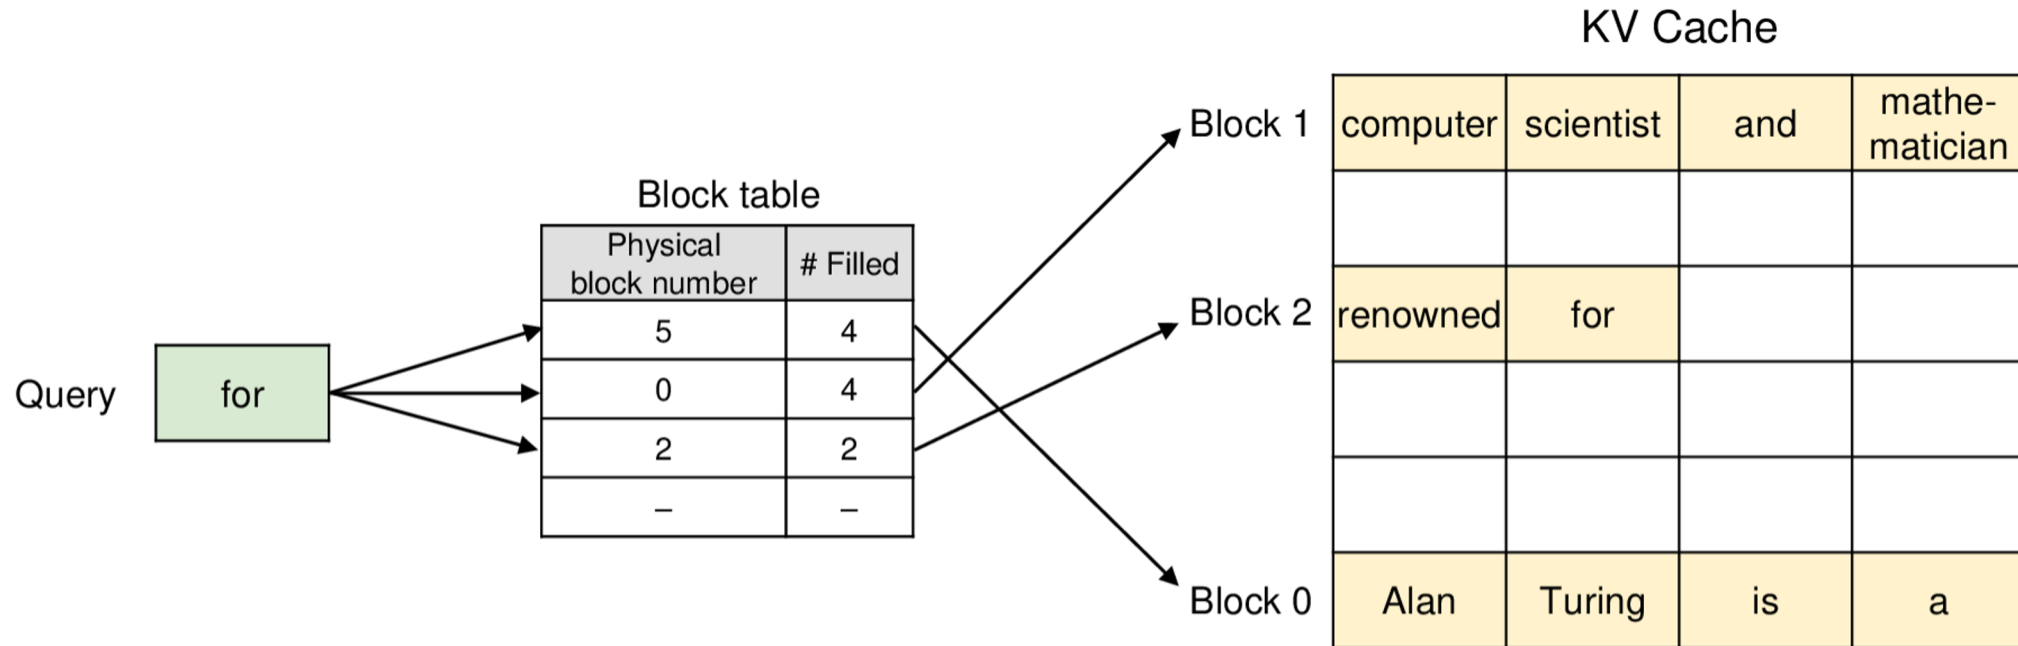 KV Cache
Block 1 computer scientist and mathe-
matician
Block table
Physical
block number # Filled
5 4
0 4
2 2
– –
Query for
Block 2 renowned for
Block 0 Alan Turing is a